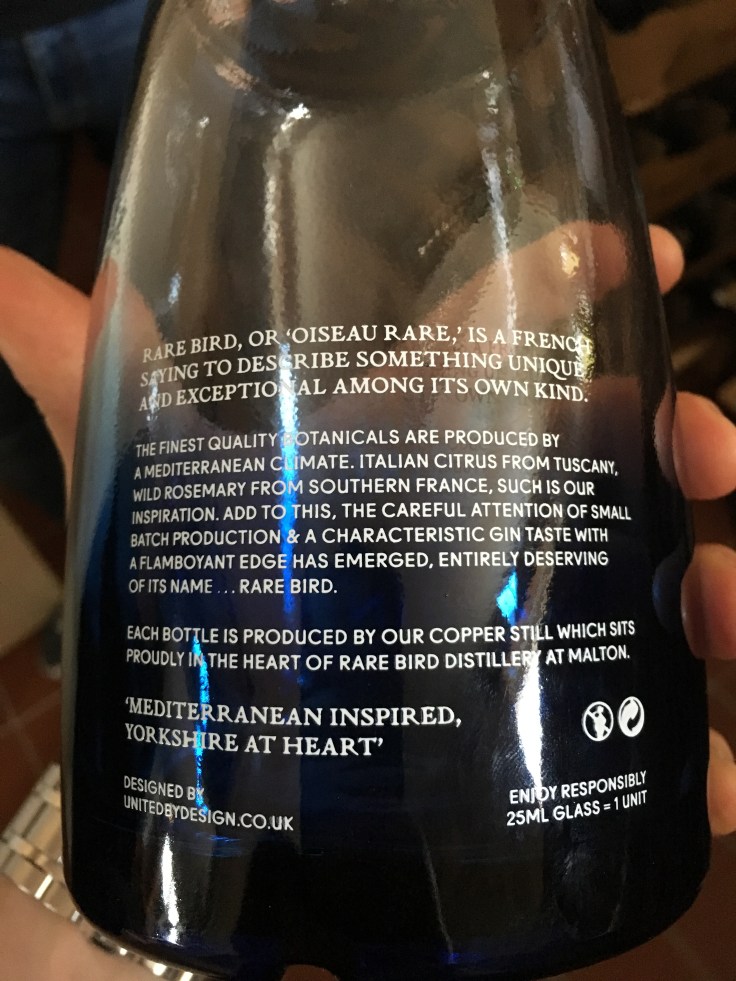 RARE BIRD, OR ‘OISEAU RARE,’ IS A FRENCH
SAYING TO DESCRIBE SOMETHING UNIQUE
AND EXCEPTIONAL AMONG ITS OWN KIND.
THE FINEST QUALITY BOTANICALS ARE PRODUCED BY
A MEDITERRANEAN CLIMATE. ITALIAN CITRUS FROM TUSCANY,
WILD ROSEMARY FROM SOUTHERN FRANCE, SUCH IS OUR
INSPIRATION. ADD TO THIS, THE CAREFUL ATTENTION OF SMALL
BATCH PRODUCTION & A CHARACTERISTIC GIN TASTE WITH
A FLAMBOYANT EDGE HAS EMERGED, ENTIRELY DESERVING
OF ITS NAME ... RARE BIRD.
EACH BOTTLE IS PRODUCED BY OUR COPPER STILL WHICH SITS
PROUDLY IN THE HEART OF RARE BIRD DISTILLERY AT MALTON.
‘MEDITERRANEAN INSPIRED,
YORKSHIRE AT HEART’
DESIGNED BY
UNITEDBYDESIGN.CO.UK
ENJOY RESPONSIBLY
25ML GLASS = 1 UNIT